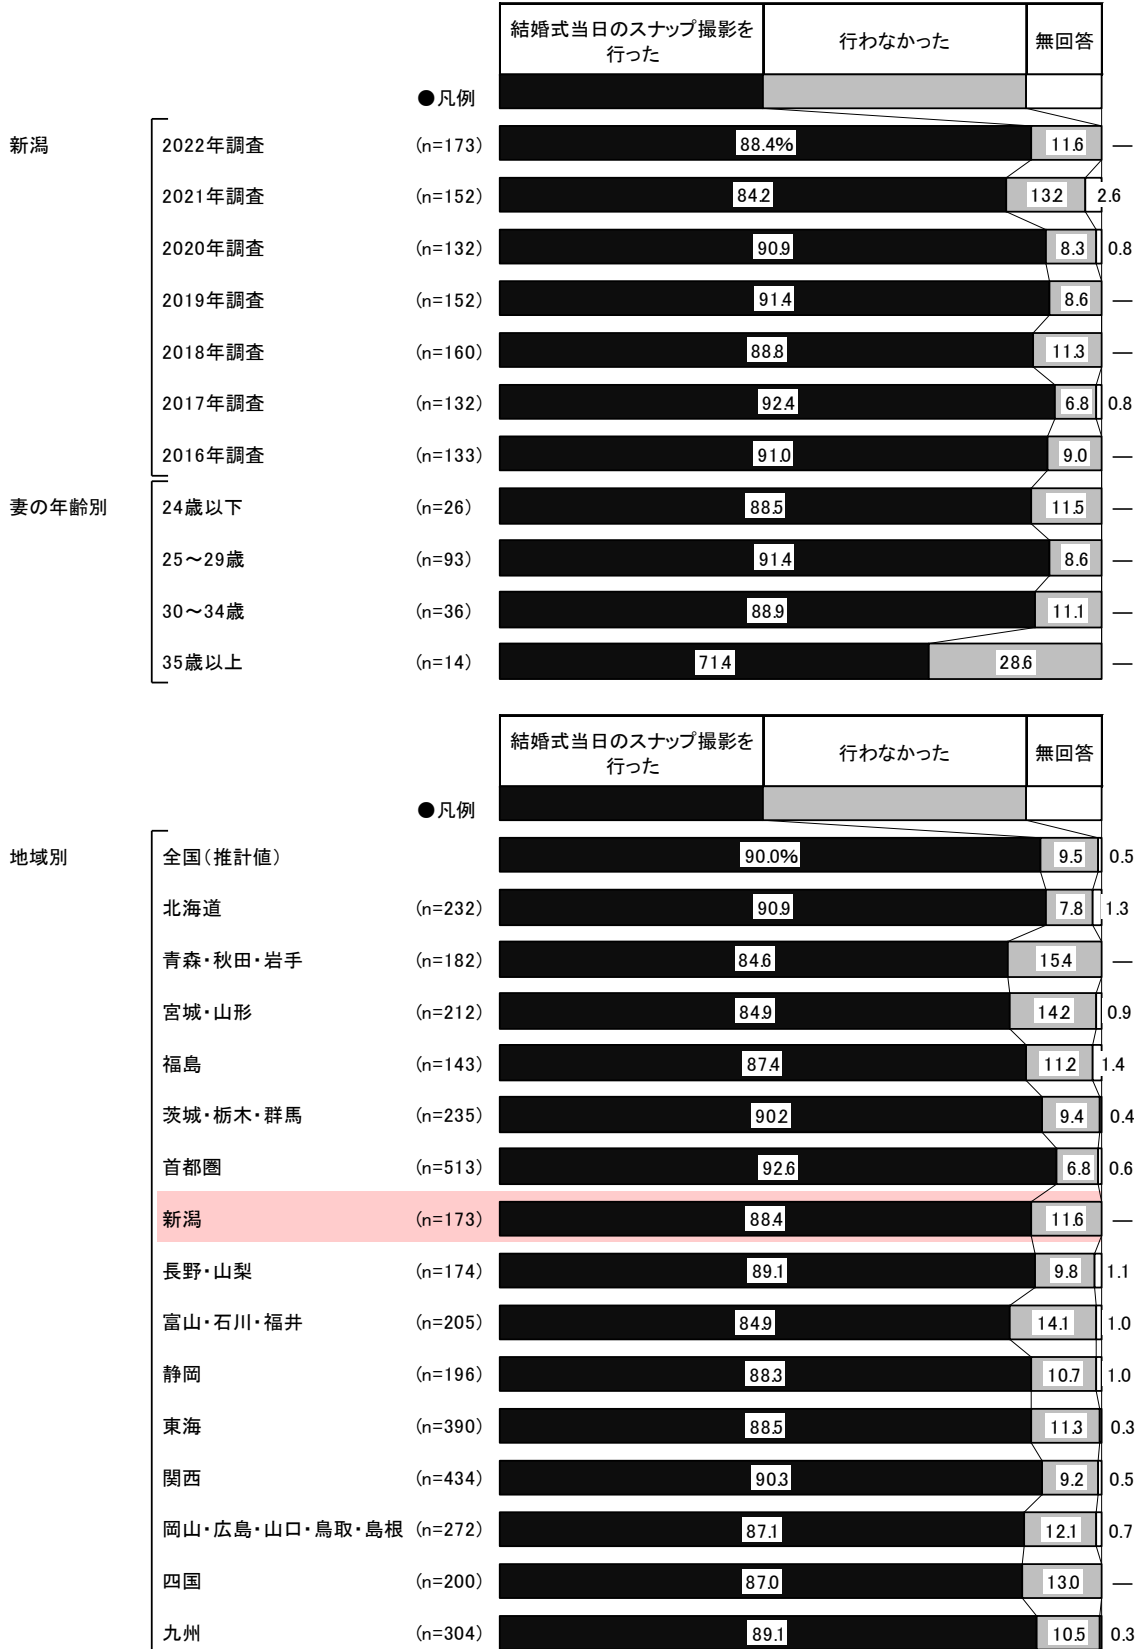 結婚式当日のスナップ撮影を
行った
行わなかった
無回答
●凡例
新潟
2022年調査 (n=173) 88.4% 11.6 ―
2021年調査 (n=152) 84.2 13.2 2.6
2020年調査 (n=132) 90.9 8.3 0.8
2019年調査 (n=152) 91.4 8.6 ―
2018年調査 (n=160) 88.8 11.3 ―
2017年調査 (n=132) 92.4 6.8 0.8
2016年調査 (n=133) 91.0 9.0 ―
妻の年齢別
24歳以下 (n=26) 88.5 11.5 ―
25～29歳 (n=93) 91.4 8.6 ―
30～34歳 (n=36) 88.9 11.1 ―
35歳以上 (n=14) 71.4 28.6 ―
結婚式当日のスナップ撮影を
行った
行わなかった
無回答
●凡例
地域別
全国(推計値) 90.0% 9.5 0.5
北海道 (n=232) 90.9 7.8 1.3
青森・秋田・岩手 (n=182) 84.6 15.4 ―
宮城・山形 (n=212) 84.9 14.2 0.9
福島 (n=143) 87.4 11.2 1.4
茨城・栃木・群馬 (n=235) 90.2 9.4 0.4
首都圏 (n=513) 92.6 6.8 0.6
新潟 (n=173) 88.4 11.6 ―
長野・山梨 (n=174) 89.1 9.8 1.1
富山・石川・福井 (n=205) 84.9 14.1 1.0
静岡 (n=196) 88.3 10.7 1.0
東海 (n=390) 88.5 11.3 0.3
関西 (n=434) 90.3 9.2 0.5
岡山・広島・山口・鳥取・島根 (n=272) 87.1 12.1 0.7
四国 (n=200) 87.0 13.0 ―
九州 (n=304) 89.1 10.5 0.3